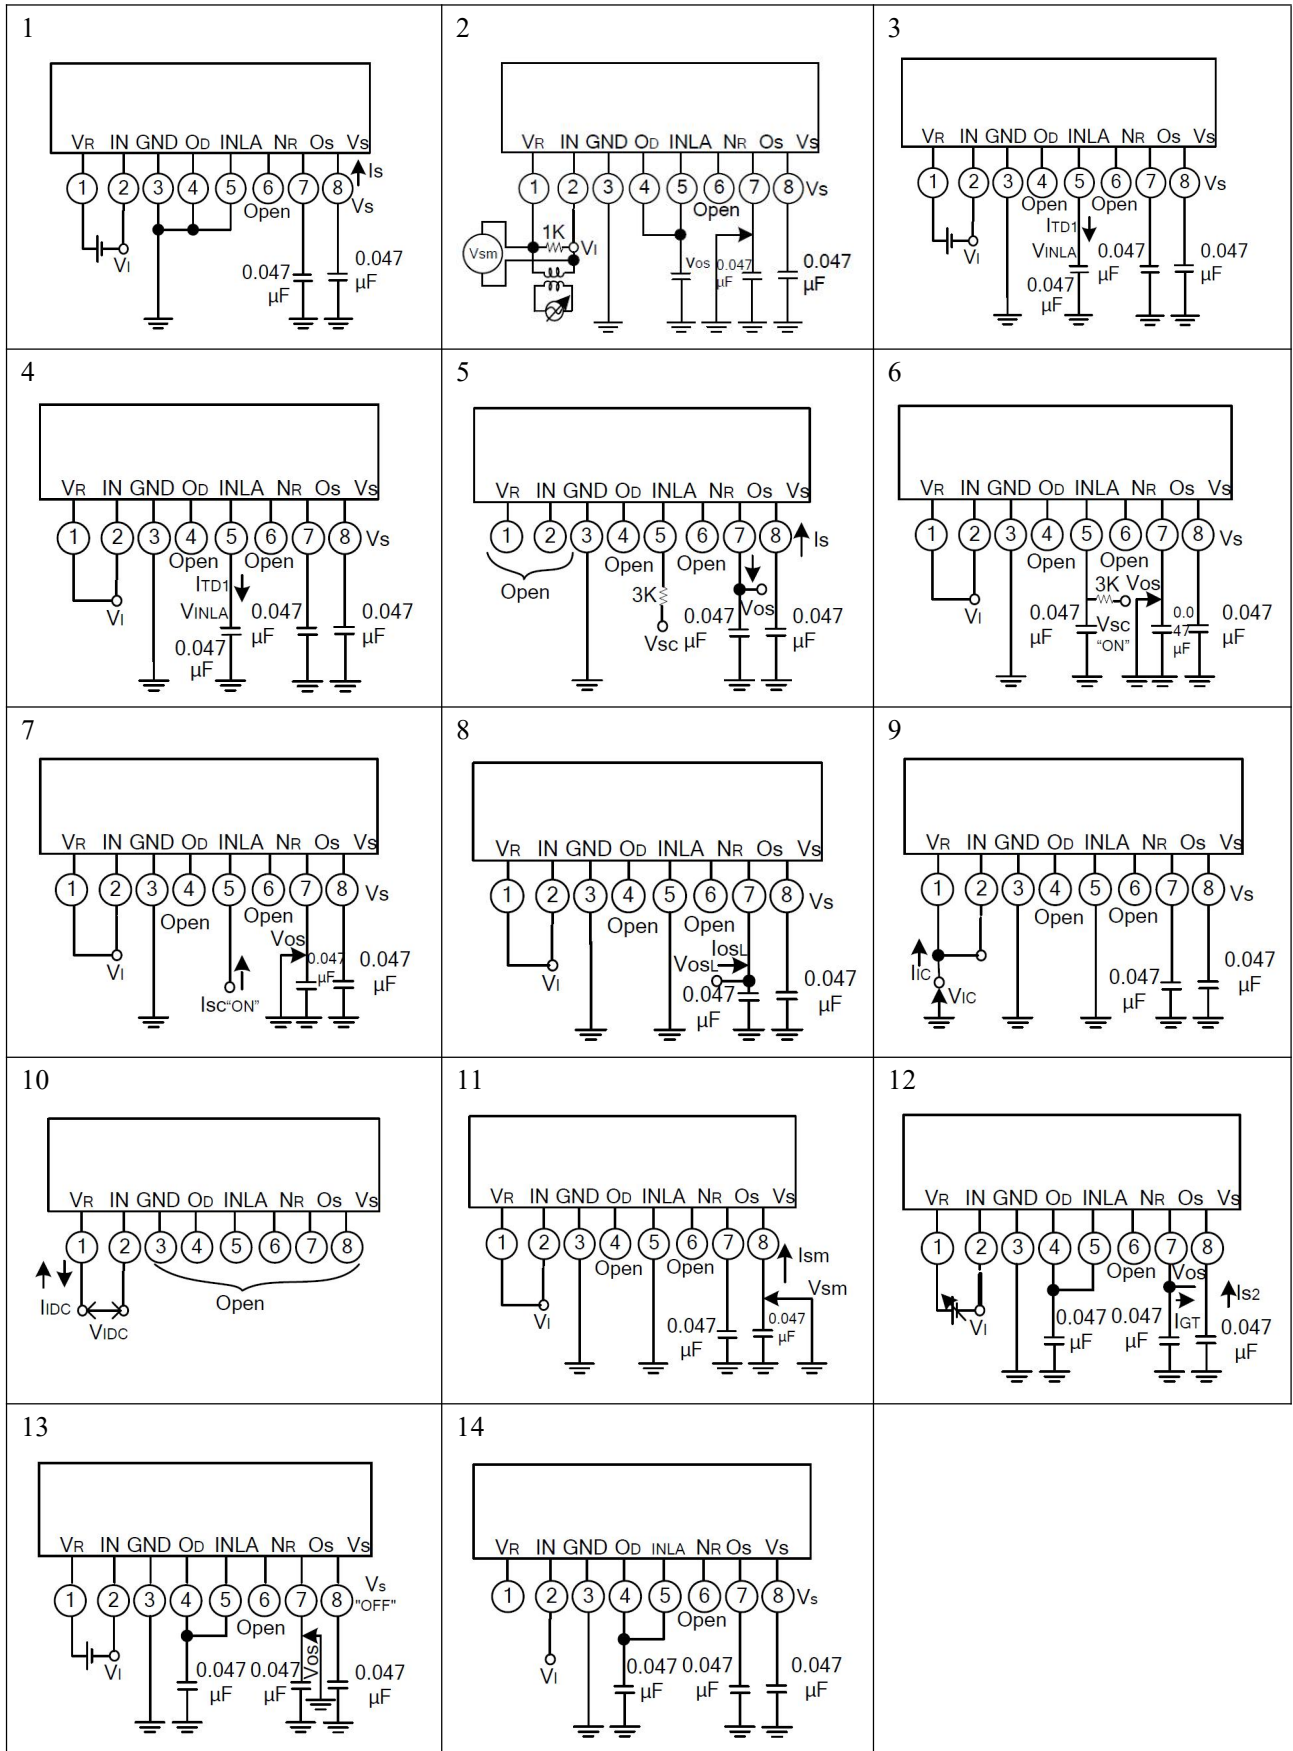 1
VR IN GND OD INLA NR Os Vs
1 2 3 4 5 6 7 8 Is
Open Vs
VI
0.047 μF 0.047 μF
2
VR IN GND OD INLA NR Os Vs
1 2 3 4 5 6 7 8 Vs
Open
Vsm 1K VI
Vos 0.047 μF 0.047 μF
3
VR IN GND OD INLA NR Os Vs
1 2 3 4 5 6 7 8 Vs
Open Open
ITD1
VI VINLA 0.047 μF 0.047 μF
0.047 μF
4
VR IN GND OD INLA NR Os Vs
1 2 3 4 5 6 7 8 Vs
Open Open
ITD1
VI VINLA 0.047 μF 0.047 μF
0.047 μF
5
VR IN GND OD INLA NR Os Vs
1 2 3 4 5 6 7 8 Is
Open Open Open
3K Vos
Vsc 0.047 μF 0.047 μF
6
VR IN GND OD INLA NR Os Vs
1 2 3 4 5 6 7 8 Vs
Open Open
3K Vos
VI 0.047 μF Vsc "ON" 0.0 47 μF 0.047 μF
7
VR IN GND OD INLA NR Os Vs
1 2 3 4 5 6 7 8 Vs
Open Open
Vos
VI 0.047 μF 0.047 μF
Isc"ON"
8
VR IN GND OD INLA NR Os Vs
1 2 3 4 5 6 7 8 Vs
Open Open
IosL
VosL
VI 0.047 μF 0.047 μF
9
VR IN GND OD INLA NR Os Vs
1 2 3 4 5 6 7 8 Vs
Open Open
IIC
VIC 0.047 μF 0.047 μF
10
VR IN GND OD INLA NR Os Vs
1 2 3 4 5 6 7 8
Open
IIDC
VIDC
11
VR IN GND OD INLA NR Os Vs
1 2 3 4 5 6 7 8 Ism
Open Open
Vsm
VI 0.047 μF 0.047 μF
12
VR IN GND OD INLA NR Os Vs
1 2 3 4 5 6 7 8
Open Vos
IS2
IGT
VI 0.047 μF 0.047 μF 0.047 μF
13
VR IN GND OD INLA NR Os Vs
1 2 3 4 5 6 7 8 Vs "OFF"
Open
Vos
VI 0.047 μF 0.047 μF 0.047 μF
14
VR IN GND OD INLA NR Os Vs
1 2 3 4 5 6 7 8 Vs
Open
VI 0.047 μF 0.047 μF 0.047 μF